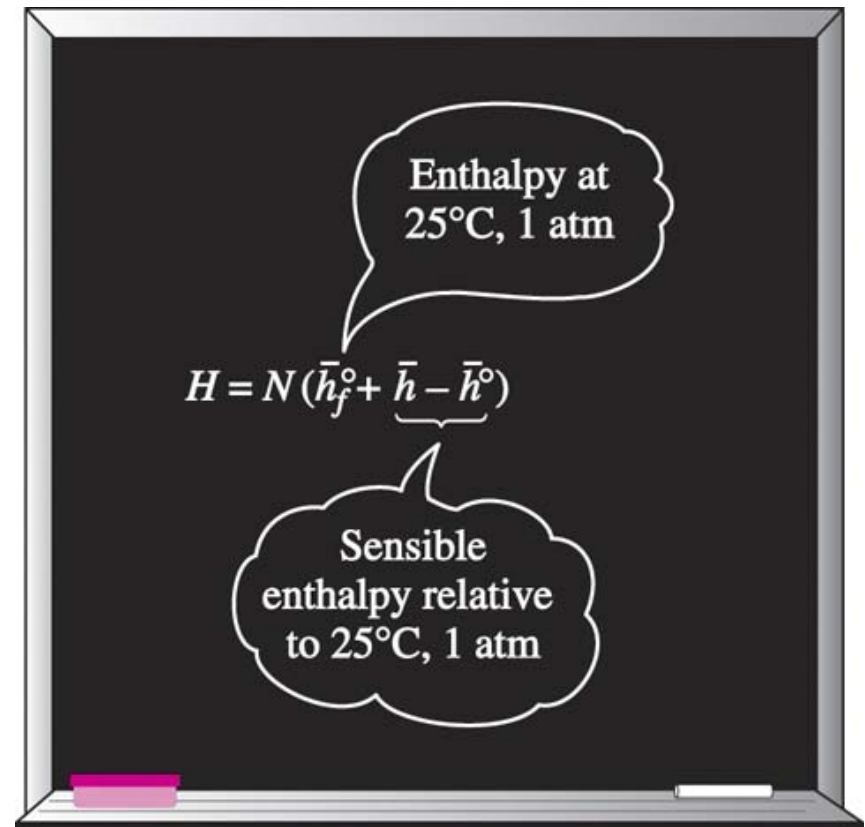 Enthalpy at
25°C, 1 atm
H = N (h̄f° + h̄ – h̄°)
Sensible
enthalpy relative
to 25°C, 1 atm